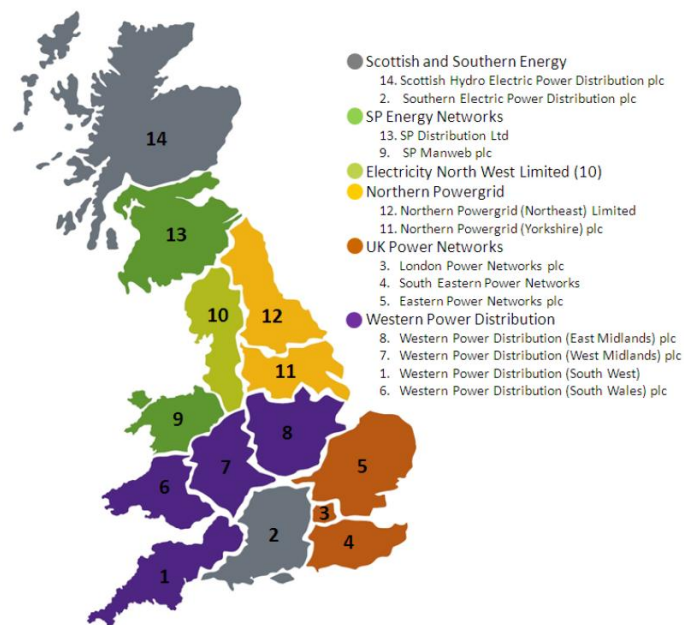 Scottish and Southern Energy
14. Scottish Hydro Electric Power Distribution plc
2. Southern Electric Power Distribution plc
SP Energy Networks
13. SP Distribution Ltd
9. SP Manweb plc
Electricity North West Limited (10)
Northern Powergrid
12. Northern Powergrid (Northeast) Limited
11. Northern Powergrid (Yorkshire) plc
UK Power Networks
3. London Power Networks plc
4. South Eastern Power Networks
5. Eastern Power Networks plc
Western Power Distribution
8. Western Power Distribution (East Midlands) plc
7. Western Power Distribution (West Midlands) plc
1. Western Power Distribution (South West)
6. Western Power Distribution (South Wales) plc
14
13
10
12
11
9
8
7
5
6
3
2
4
1